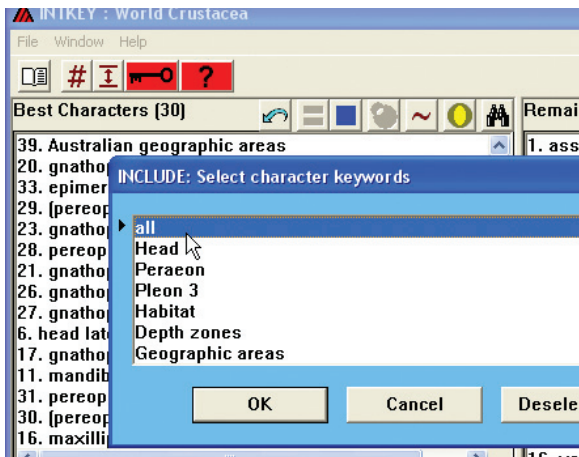 INTKEY : World Crustacea
File Window Help
# ?
Best Characters (30)
~
Remai
39. Australian geographic areas
1. ass
20. gnathop
33. epimer
29. (pereop
23. gnathop
28. pereop
21. gnathop
26. gnathop
27. gnathop
6. head late
17. gnathop
11. mandib
31. pereop
30. (pereop
16. maxillip
INCLUDE: Select character keywords
all
Head
Peraeon
Pleon 3
Habitat
Depth zones
Geographic areas
OK Cancel Desele